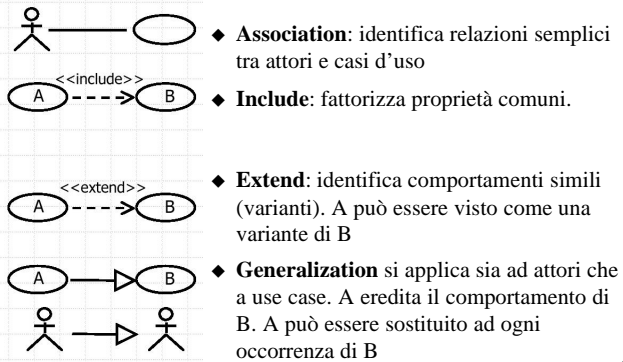 ◆ Association: identifica relazioni semplici
tra attori e casi d'uso
<<include>>
A B
◆ Include: fattorizza proprietà comuni.
<<extend>>
A B
◆ Extend: identifica comportamenti simili
(varianti). A può essere visto come una
variante di B
A B
◆ Generalization si applica sia ad attori che
a use case. A eredita il comportamento di
B. A può essere sostituito ad ogni
occorrenza di B